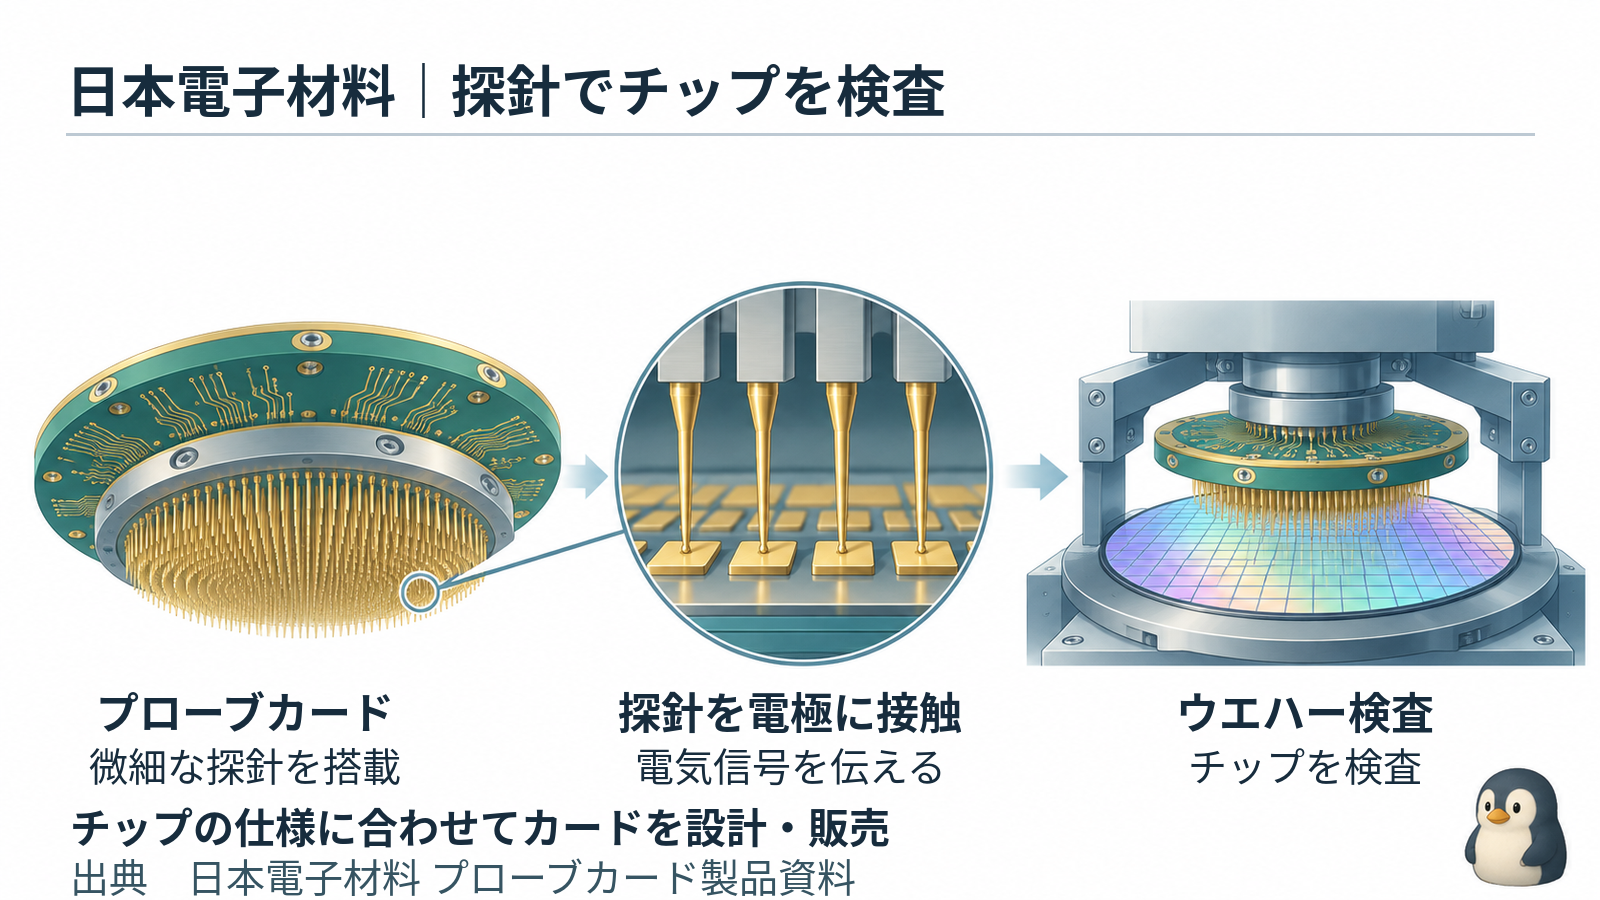 日本電子材料｜探針でチップを検査
プローブカード
微細な探針を搭載
探針を電極に接触
電気信号を伝える
ウエハー検査
チップを検査
チップの仕様に合わせてカードを設計・販売
出典　日本電子材料 プローブカード製品資料